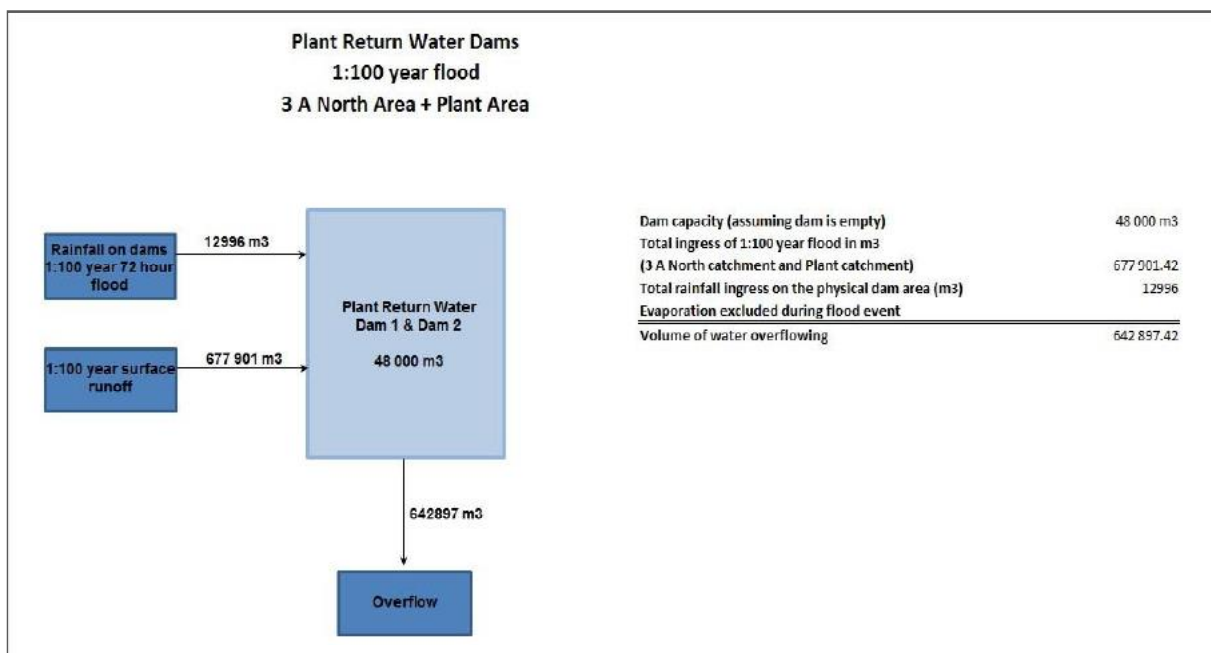 Plant Return Water Dams
1:100 year flood
3 A North Area + Plant Area
Rainfall on dams
1:100 year 72 hour
flood
12996 m3
1:100 year surface
runoff
677 901 m3
Plant Return Water
Dam 1 & Dam 2
48 000 m3
642897 m3
Overflow
Dam capacity (assuming dam is empty) 48 000 m3
Total ingress of 1:100 year flood in m3
(3 A North catchment and Plant catchment) 677 901.42
Total rainfall ingress on the physical dam area (m3) 12996
Evaporation excluded during flood event
Volume of water overflowing 642 897.42